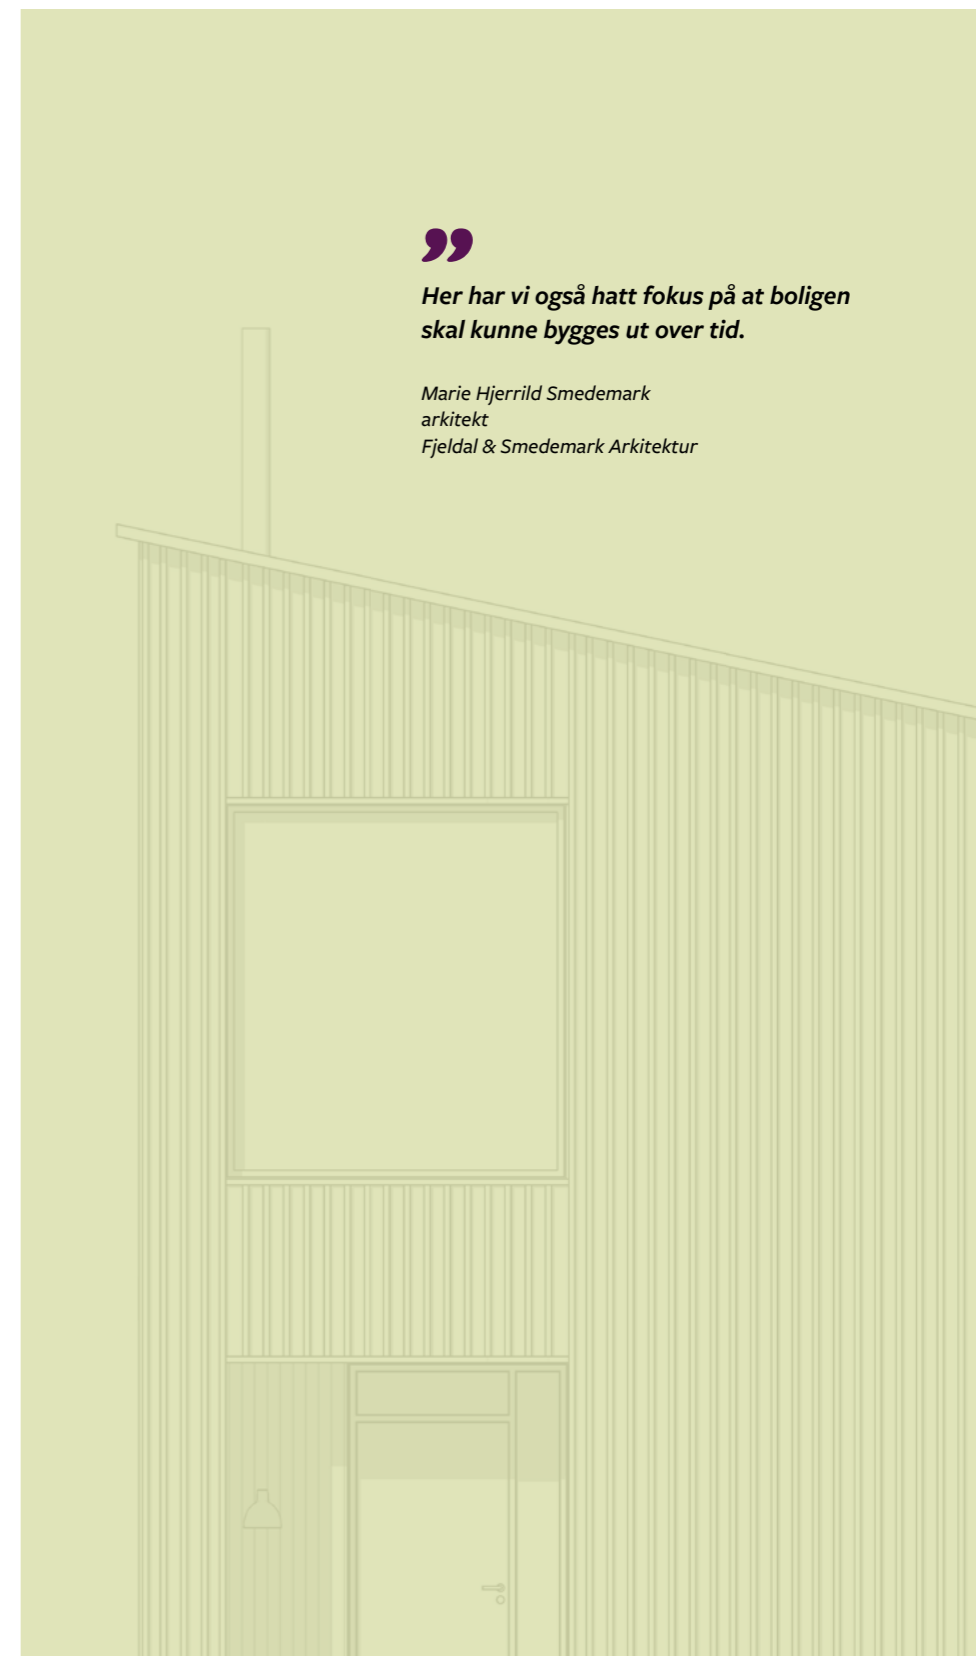 ”
Her har vi også hatt fokus på at boligen
skal kunne bygges ut over tid.
Marie Hjerrild Smedemark
arkitekt
Fjeldal & Smedemark Arkitektur